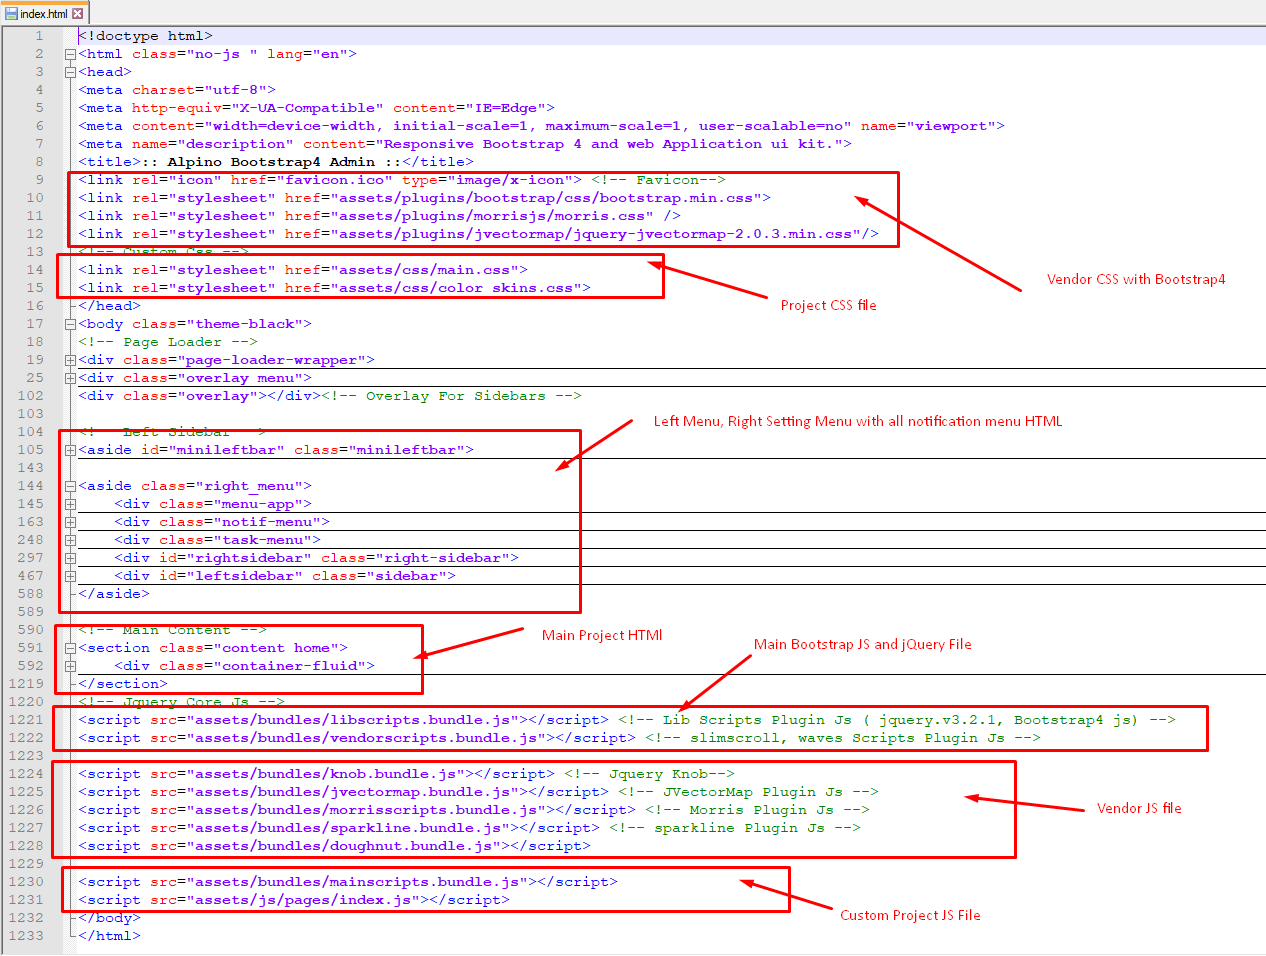 index.html
1 <!doctype html>
2 <html class="no-js " lang="en">
3 <head>
4 <meta charset="utf-8">
5 <meta http-equiv="X-UA-Compatible" content="IE=Edge">
6 <meta content="width=device-width, initial-scale=1, maximum-scale=1, user-scalable=no" name="viewport">
7 <meta name="description" content="Responsive Bootstrap 4 and web Application ui kit.">
8 <title>:: Alpino Bootstrap4 Admin ::</title>
9 <link rel="icon" href="favicon.ico" type="image/x-icon"> <!-- Favicon-->
10 <link rel="stylesheet" href="assets/plugins/bootstrap/css/bootstrap.min.css">
11 <link rel="stylesheet" href="assets/plugins/morrisjs/morris.css" />
12 <link rel="stylesheet" href="assets/plugins/jvectormap/jquery-jvectormap-2.0.3.min.css"/>
13 <!-- Custom Css -->
14 <link rel="stylesheet" href="assets/css/main.css">
Vendor CSS with Bootstrap4
15 <link rel="stylesheet" href="assets/css/color_skins.css">
16 </head>
Project CSS file
17 <body class="theme-black">
18 <!-- Page Loader -->
19 <div class="page-loader-wrapper">
25 <div class="overlay_menu">
102 <div class="overlay"></div><!-- Overlay For Sidebars -->
103
Left Menu, Right Setting Menu with all notification menu HTML
104 <!-- Left Sidebar -->
105 <aside id="minileftbar" class="minileftbar">
143
144 <aside class="right_menu">
145 <div class="menu-app">
163 <div class="notif-menu">
248 <div class="task-menu">
297 <div id="rightsidebar" class="right-sidebar">
467 <div id="leftsidebar" class="sidebar">
588 </aside>
589
590 <!-- Main Content -->
Main Project HTMl
591 <section class="content home">
Main Bootstrap JS and jQuery File
592 <div class="container-fluid">
1219 </section>
1220 <!-- Jquery Core Js -->
1221 <script src="assets/bundles/libscripts.bundle.js"></script> <!-- Lib Scripts Plugin Js ( jquery.v3.2.1, Bootstrap4 js) -->
1222 <script src="assets/bundles/vendorscripts.bundle.js"></script> <!-- slimscroll, waves Scripts Plugin Js -->
1223
1224 <script src="assets/bundles/knob.bundle.js"></script> <!-- Jquery Knob-->
1225 <script src="assets/bundles/jvectormap.bundle.js"></script> <!-- JVectorMap Plugin Js -->
1226 <script src="assets/bundles/morrisscripts.bundle.js"></script> <!-- Morris Plugin Js -->
Vendor JS file
1227 <script src="assets/bundles/sparkline.bundle.js"></script> <!-- sparkline Plugin Js -->
1228 <script src="assets/bundles/doughnut.bundle.js"></script>
1229
1230 <script src="assets/bundles/mainscripts.bundle.js"></script>
1231 <script src="assets/js/pages/index.js"></script>
1232 </body>
Custom Project JS File
1233 </html>